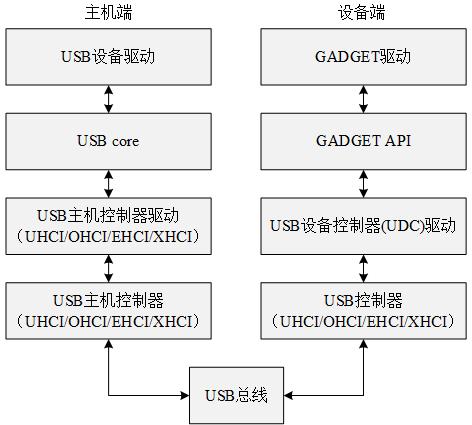 主机端
USB设备驱动
USB core
USB主机控制器驱动
（UHCI/OHCI/EHCI/XHCI）
USB主机控制器
（UHCI/OHCI/EHCI/XHCI）
设备端
GADGET驱动
GADGET API
USB设备控制器(UDC)驱动
USB控制器
（UHCI/OHCI/EHCI/XHCI）
USB总线